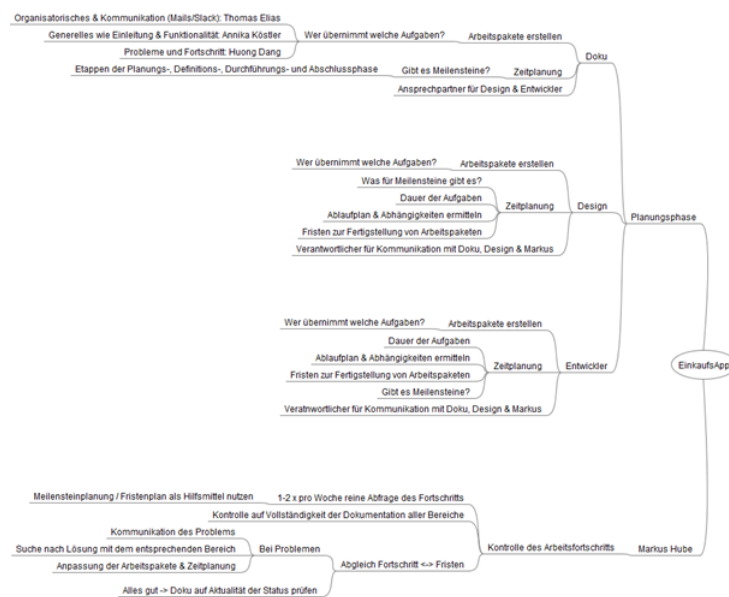 Organisatorisches & Kommunikation (Mails/Slack): Thomas Elias
Generelles wie Einleitung & Funktionalität: Annika Köstler
Wer übernimmt welche Aufgaben?
Arbeitspakete erstellen
Probleme und Fortschritt: Huong Dang
Doku
Etappen der Planungs-, Definitions-, Durchführungs- und Abschlussphase
Gibt es Meilensteine?
Zeitplanung
Ansprechpartner für Design & Entwickler
Wer übernimmt welche Aufgaben?
Arbeitspakete erstellen
Was für Meilensteine gibt es?
Dauer der Aufgaben
Zeitplanung
Design
Ablaufplan & Abhängigkeiten ermitteln
Fristen zur Fertigstellung von Arbeitspaketen
Verantwortlicher für Kommunikation mit Doku, Design & Markus
Planungsphase
Wer übernimmt welche Aufgaben?
Arbeitspakete erstellen
Dauer der Aufgaben
Ablaufplan & Abhängigkeiten ermitteln
Zeitplanung
Entwickler
Fristen zur Fertigstellung von Arbeitspaketen
Gibt es Meilensteine?
Veratnwortlicher für Kommunikation mit Doku, Design & Markus
EinkaufsApp
Meilensteinplanung / Fristenplan als Hilfsmittel nutzen
1-2 x pro Woche reine Abfrage des Fortschritts
Kontrolle auf Vollständigkeit der Dokumentation aller Bereiche
Kommunikation des Problems
Suche nach Lösung mit dem entsprechenden Bereich
Bei Problemen
Anpassung der Arbeitspakete & Zeitplanung
Abgleich Fortschritt <-> Fristen
Alles gut -> Doku auf Aktualität der Status prüfen
Kontrolle des Arbeitsfortschritts
Markus Hube